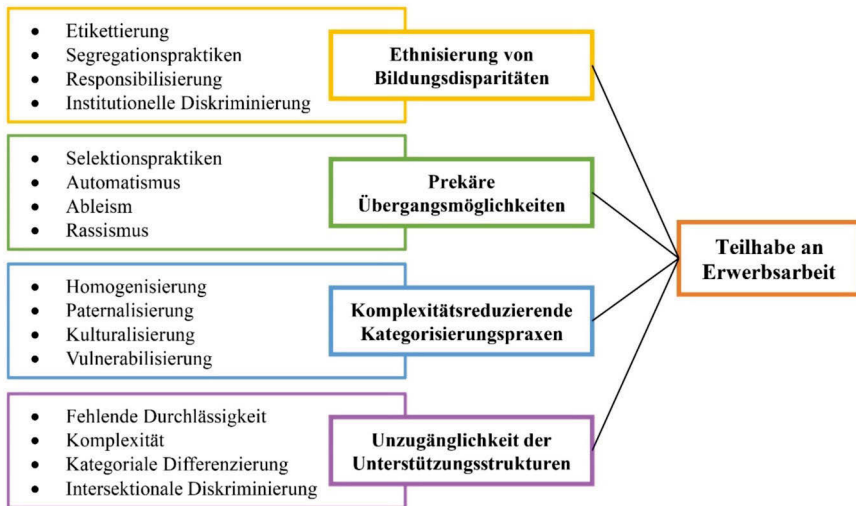 • Etikettierung
• Segregationspraktiken
• Responsibilisierung
• Institutionelle Diskriminierung
Ethnisierung von
Bildungsdisparitäten
• Selektionspraktiken
• Automatismus
• Ableism
• Rassismus
Prekäre
Übergangsmöglichkeiten
• Homogenisierung
• Paternalisierung
• Kulturalisierung
• Vulnerabilisierung
Komplexitätsreduzierende
Kategorisierungspraxen
• Fehlende Durchlässigkeit
• Komplexität
• Kategoriale Differenzierung
• Intersektionale Diskriminierung
Unzugänglichkeit der
Unterstützungsstrukturen
Teilhabe an
Erwerbsarbeit